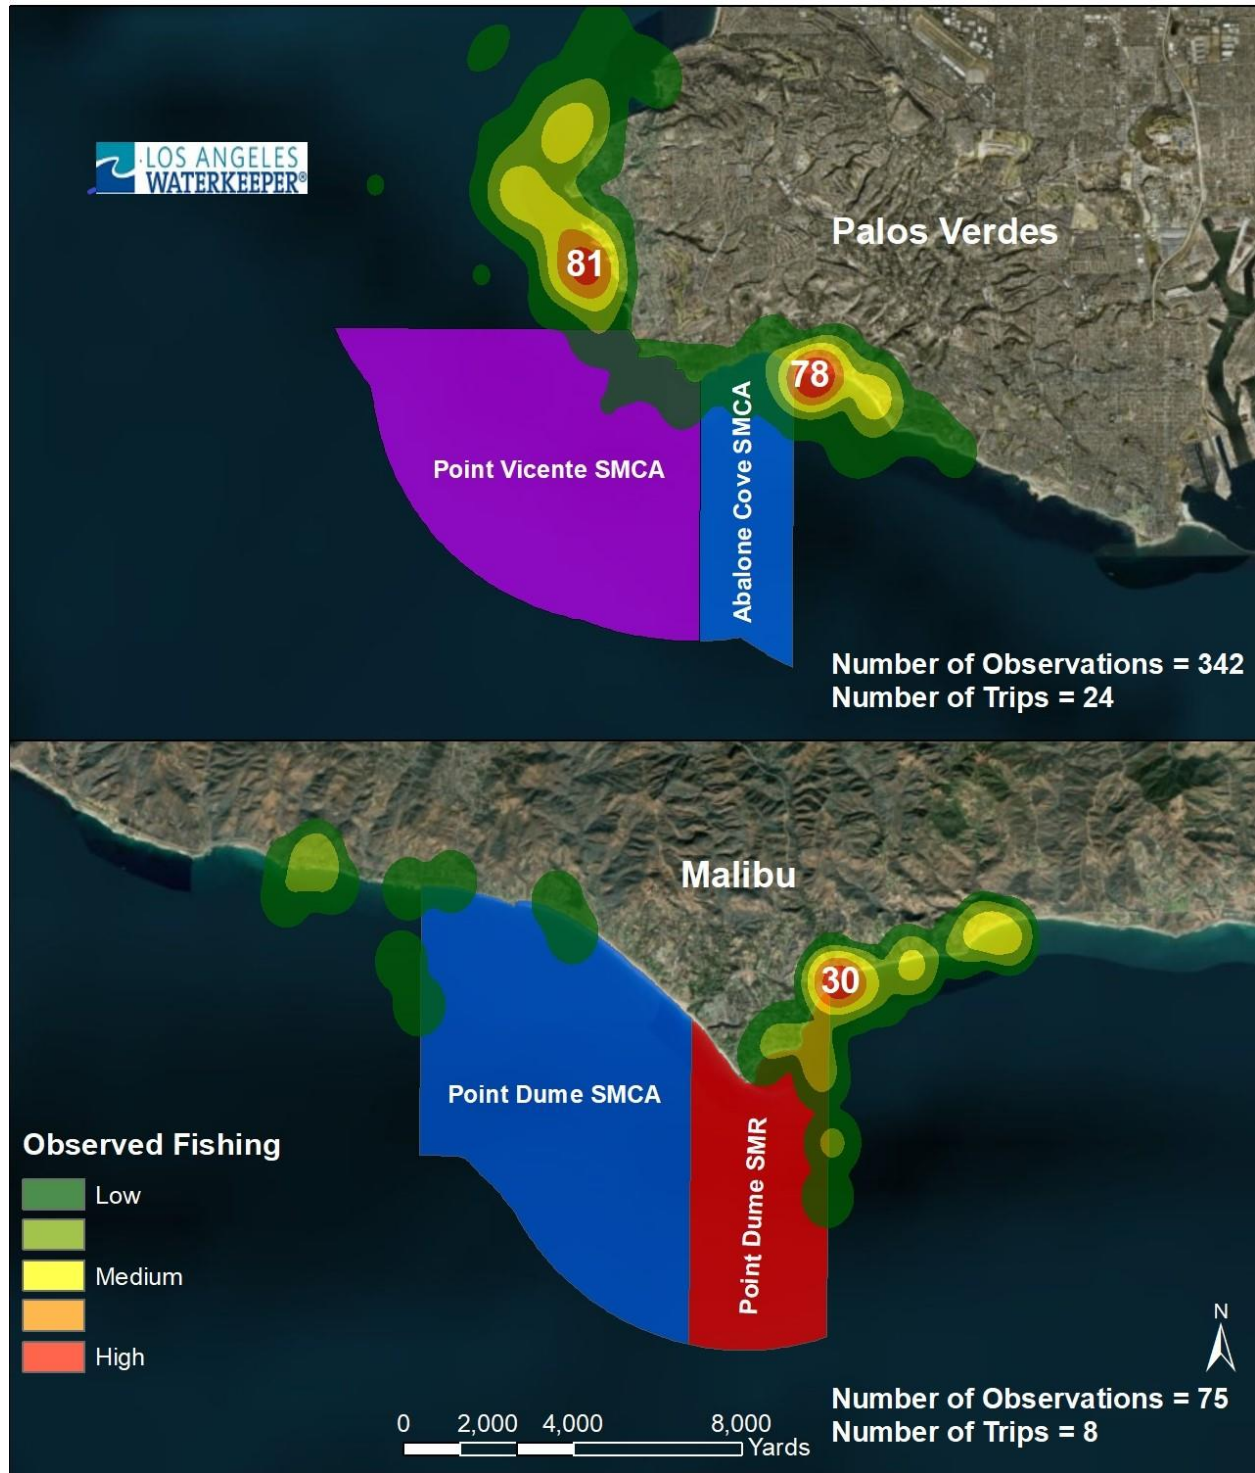 LOS ANGELES
WATERKEEPER®
Palos Verdes
81
78
Point Vicente SMCA
Abalone Cove SMCA
Number of Observations = 342
Number of Trips = 24
Malibu
30
Point Dume SMCA
Point Dume SMR
Observed Fishing
Low
Medium
High
N
0 2,000 4,000 8,000
Yards
Number of Observations = 75
Number of Trips = 8